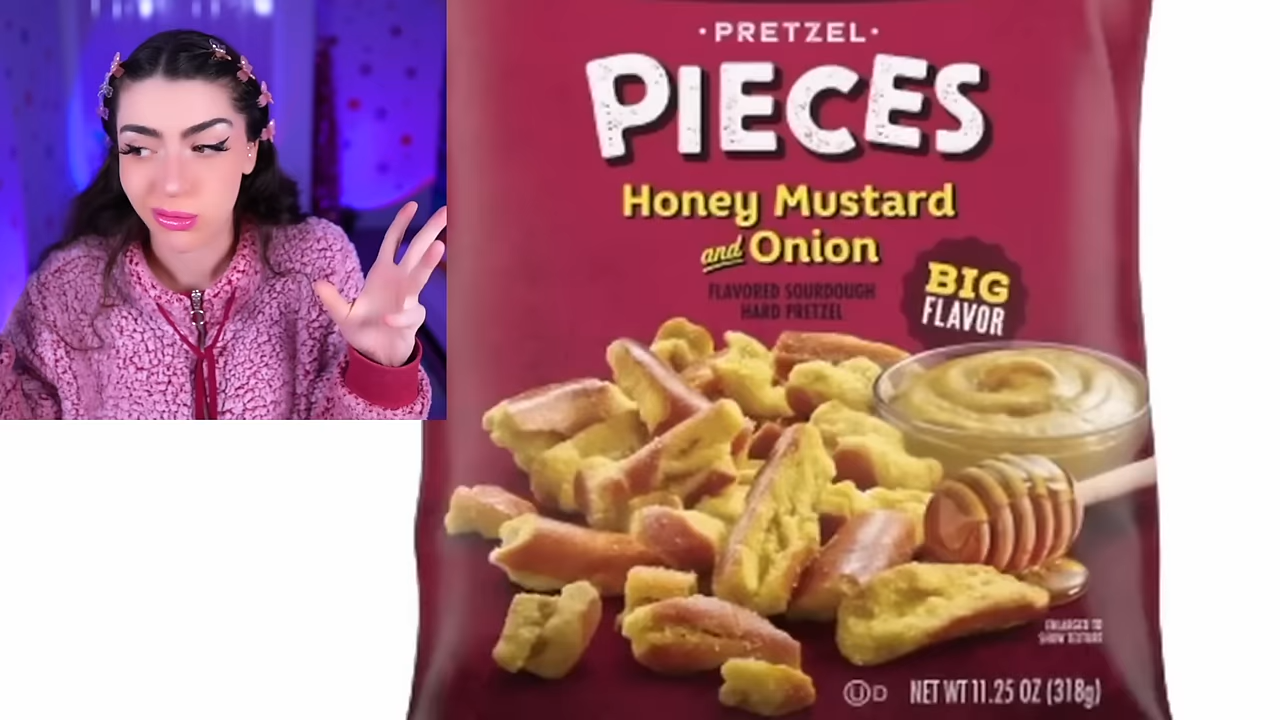 ·PRETZEL·
PIECES
Honey Mustard
and Onion
FLAVORED SOURDOUGH
HARD PRETZEL
BIG
FLAVOR
ENLARGED TO
SHOW TEXTURE
UD
NET WT 11.25 OZ (318g)